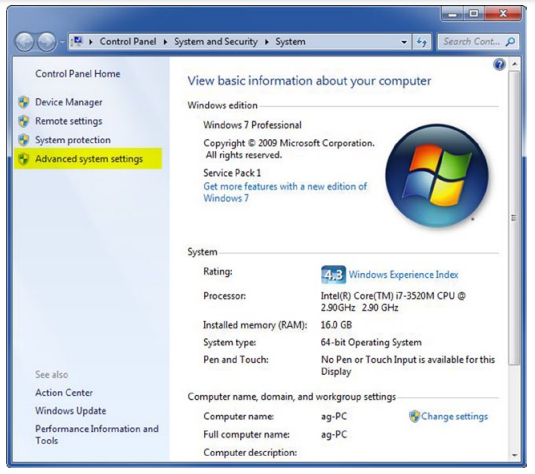 Control Panel ▸ System and Security ▸ System
Search Cont...
Control Panel Home
Device Manager
Remote settings
System protection
Advanced system settings
See also
Action Center
Windows Update
Performance Information and
Tools
View basic information about your computer
Windows edition
Windows 7 Professional
Copyright © 2009 Microsoft Corporation.
All rights reserved.
Service Pack 1
Get more features with a new edition of
Windows 7
System
Rating:
4.3 Windows Experience Index
Processor:
Intel(R) Core(TM) i7-3520M CPU @
2.90GHz 2.90 GHz
Installed memory (RAM): 16.0 GB
System type: 64-bit Operating System
Pen and Touch: No Pen or Touch Input is available for this
Display
Computer name, domain, and workgroup settings
Computer name: ag-PC
Change settings
Full computer name: ag-PC
Computer description: